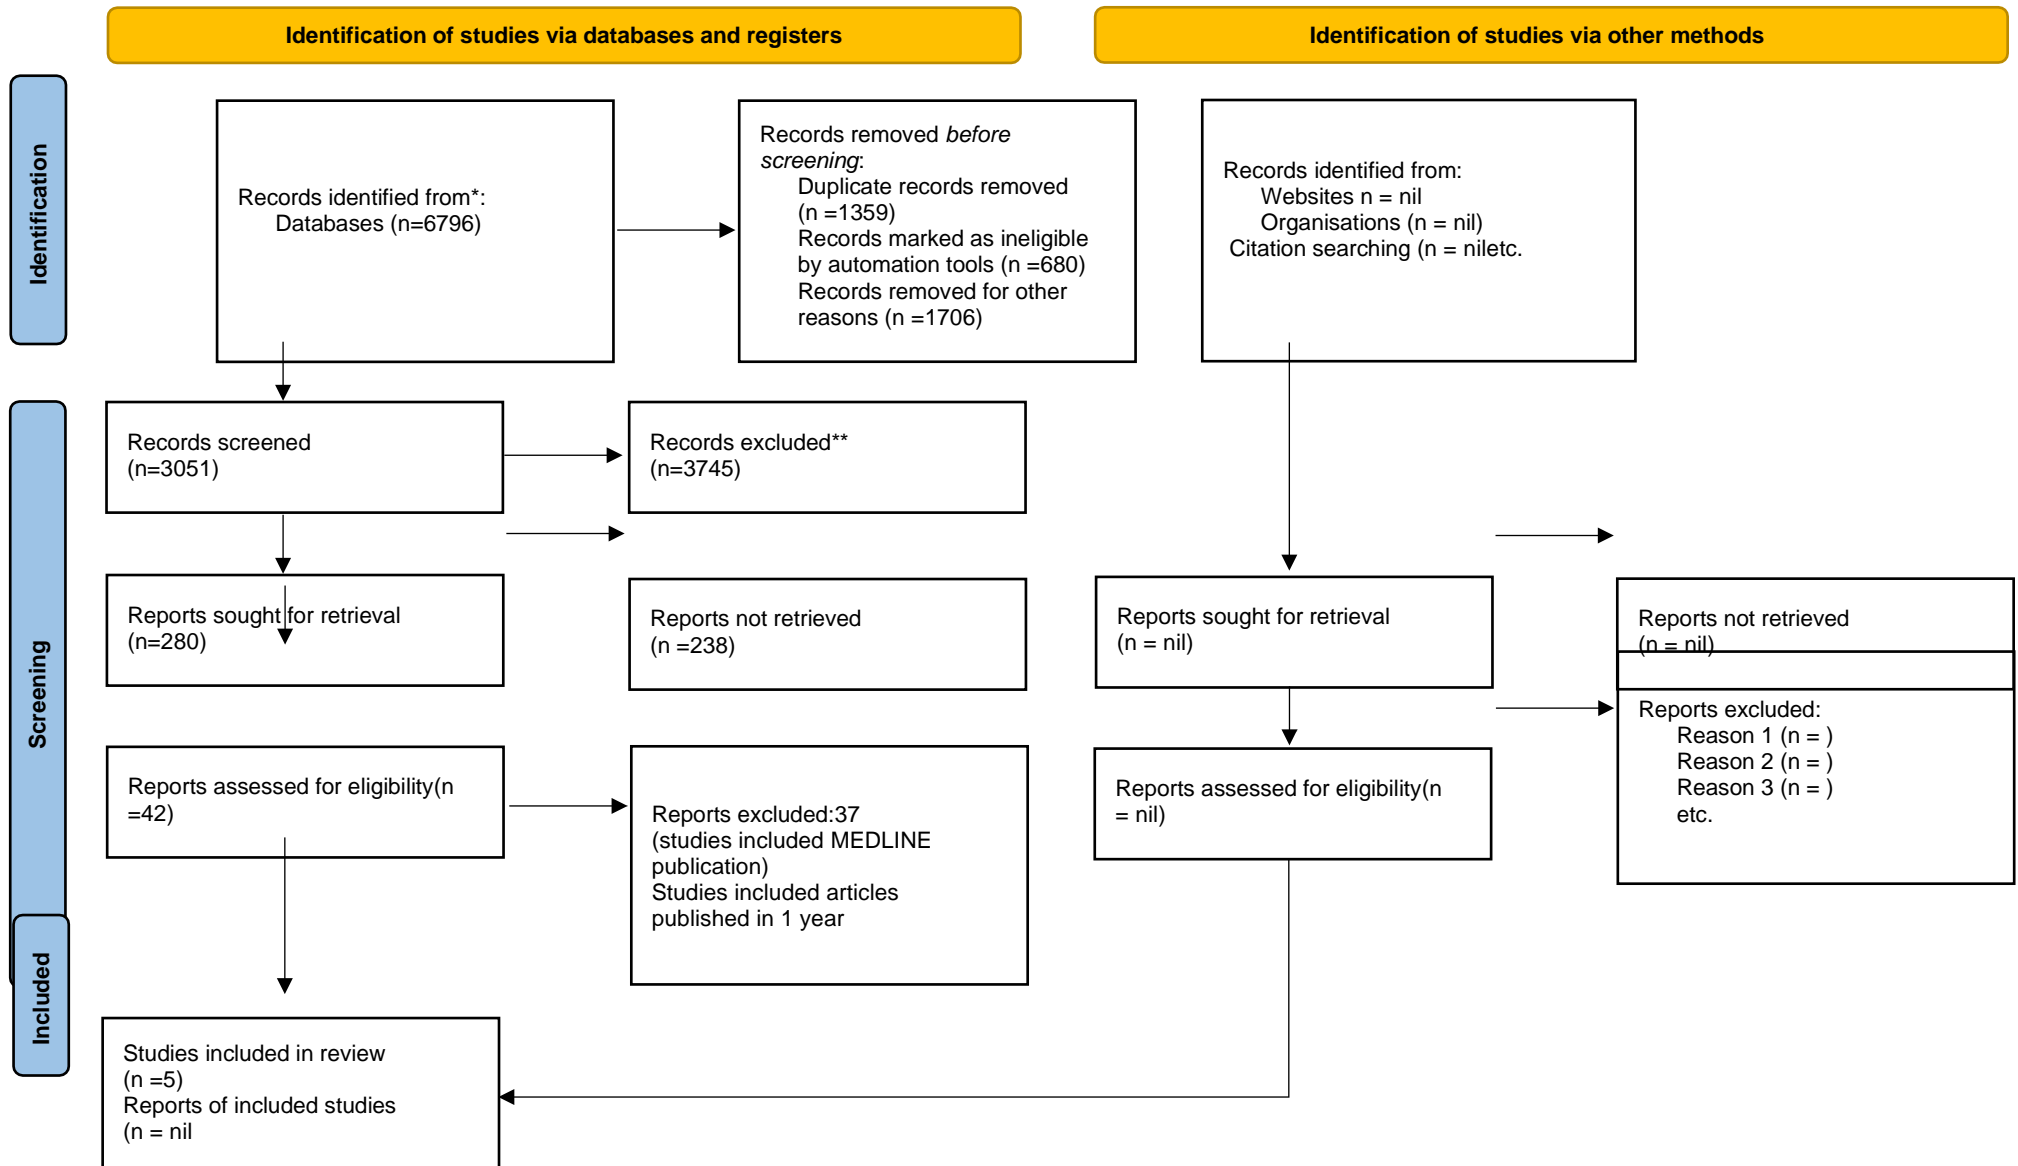 Identification of studies via databases and registers
Identification of studies via other methods
Identification
Records identified from*:
Databases (n=6796)
Records removed before
screening:
Duplicate records removed
(n =1359)
Records marked as ineligible
by automation tools (n =680)
Records removed for other
reasons (n =1706)
Records identified from:
Websites n = nil
Organisations (n = nil)
Citation searching (n = niletc.
Screening
Records screened
(n=3051)
Records excluded**
(n=3745)
Reports sought for retrieval
(n=280)
Reports not retrieved
(n =238)
Reports sought for retrieval
(n = nil)
Reports not retrieved
(n = nil)
Reports assessed for eligibility(n
=42)
Reports excluded:37
(studies included MEDLINE
publication)
Studies included articles
published in 1 year
Reports assessed for eligibility(n
= nil)
Reports excluded:
Reason 1 (n = )
Reason 2 (n = )
Reason 3 (n = )
etc.
Included
Studies included in review
(n =5)
Reports of included studies
(n = nil